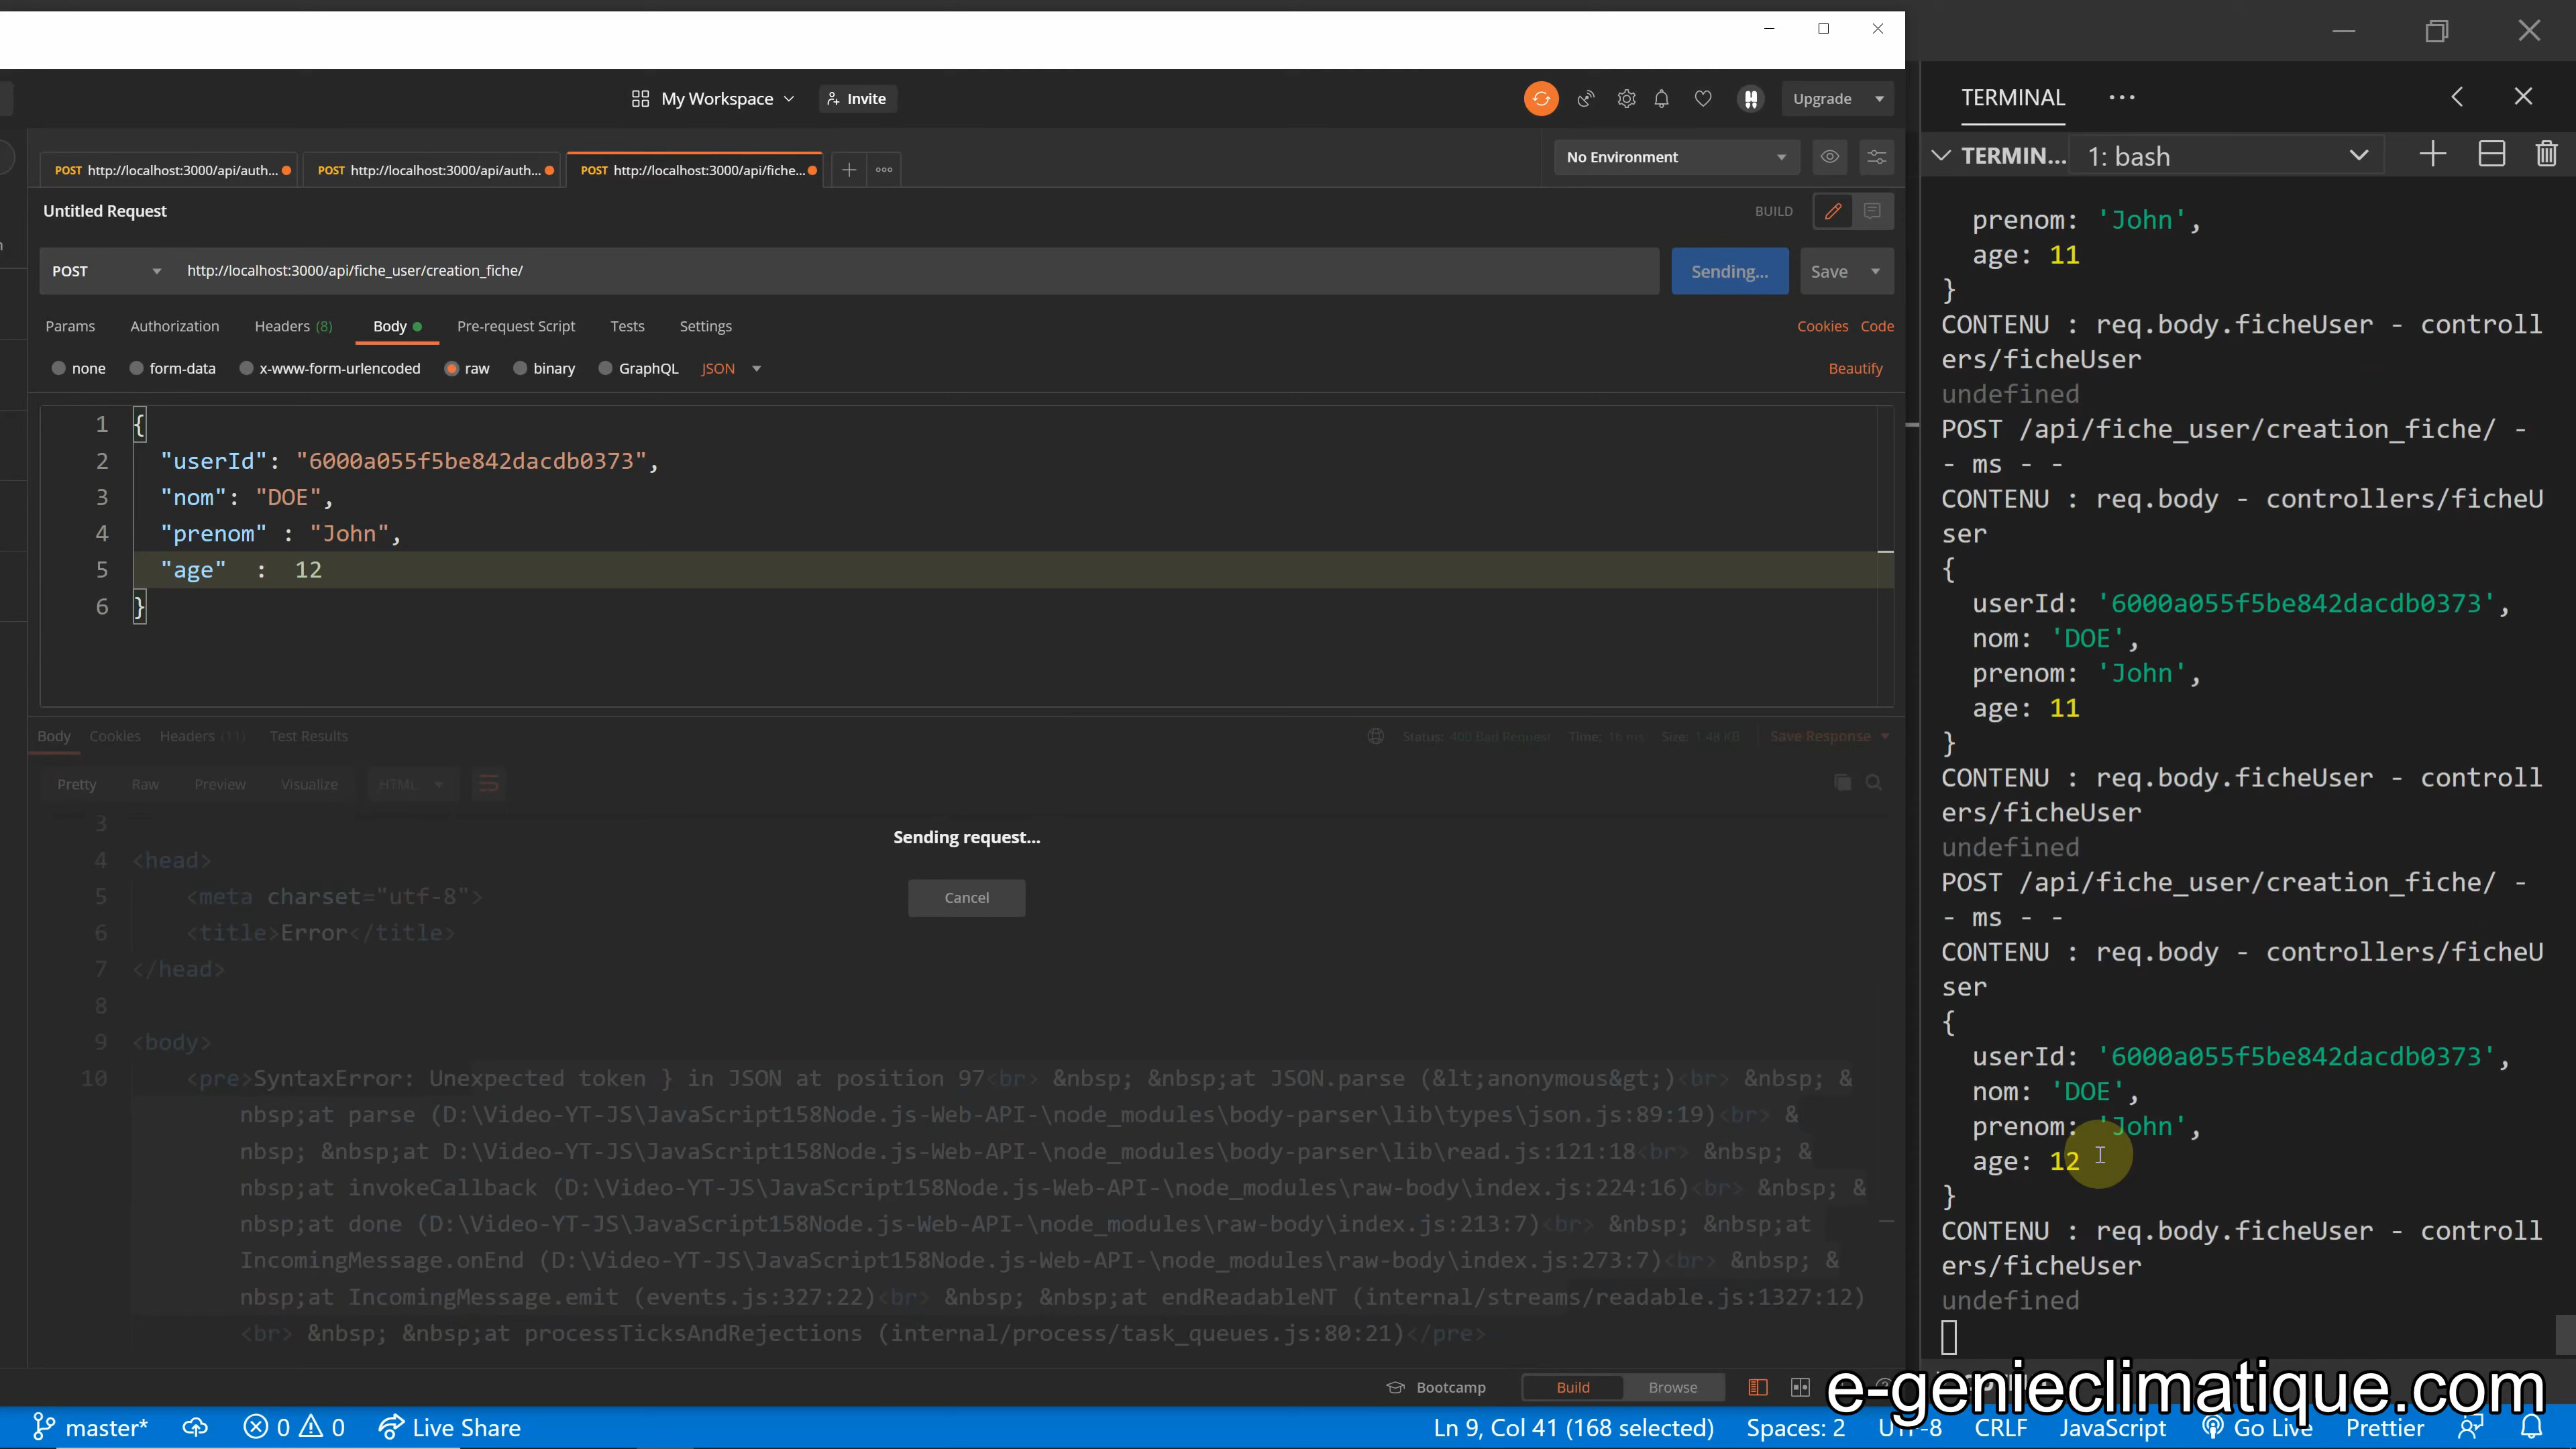 My Workspace
Invite
Upgrade
POST http://localhost:3000/api/auth...
POST http://localhost:3000/api/auth...
POST http://localhost:3000/api/fiche...
No Environment
Untitled Request
BUILD
POST
http://localhost:3000/api/fiche_user/creation_fiche/
Sending...
Save
Params Authorization Headers (8) Body Pre-request Script Tests Settings
Cookies Code
none form-data x-www-form-urlencoded raw binary GraphQL JSON
Beautify
1 {
2 "userId": "6000a055f5be842dacdb0373",
3 "nom": "DOE",
4 "prenom" : "John",
5 "age" : 12
6 }
Body Cookies Headers (11) Test Results
Status: 400 Bad Request Time: 16 ms Size: 1.49 KB Save Response
Pretty Raw Preview Visualize HTML
Sending request...
Cancel
3
4 <head>
5 <meta charset="utf-8">
6 <title>Error</title>
7 </head>
8
9 <body>
10 <pre>SyntaxError: Unexpected token } in JSON at position 97<br> &nbsp; &nbsp;at JSON.parse (&lt;anonymous&gt;)<br> &nbsp; &
nbsp;at parse (D:\Video-YT-JS\JavaScript158Node.js-Web-API-\node_modules\body-parser\lib\types\json.js:89:19)<br> &
nbsp; &nbsp;at D:\Video-YT-JS\JavaScript158Node.js-Web-API-\node_modules\body-parser\lib\read.js:121:18<br> &nbsp; &
nbsp;at invokeCallback (D:\Video-YT-JS\JavaScript158Node.js-Web-API-\node_modules\raw-body\index.js:224:16)<br> &nbsp; &
nbsp;at done (D:\Video-YT-JS\JavaScript158Node.js-Web-API-\node_modules\raw-body\index.js:213:7)<br> &nbsp; &nbsp;at
IncomingMessage.onEnd (D:\Video-YT-JS\JavaScript158Node.js-Web-API-\node_modules\raw-body\index.js:273:7)<br> &nbsp; &
nbsp;at IncomingMessage.emit (events.js:327:22)<br> &nbsp; &nbsp;at endReadableNT (internal/streams/readable.js:1327:12)
<br> &nbsp; &nbsp;at processTicksAndRejections (internal/process/task_queues.js:80:21)</pre>
Bootcamp Build Browse
TERMINAL
TERMIN... 1: bash
prenom: 'John',
age: 11
}
CONTENU : req.body.ficheUser - controll
ers/ficheUser
undefined
POST /api/fiche_user/creation_fiche/ -
- ms - -
CONTENU : req.body - controllers/ficheU
ser
{
userId: '6000a055f5be842dacdb0373',
nom: 'DOE',
prenom: 'John',
age: 11
}
CONTENU : req.body.ficheUser - controll
ers/ficheUser
undefined
POST /api/fiche_user/creation_fiche/ -
- ms - -
CONTENU : req.body - controllers/ficheU
ser
{
userId: '6000a055f5be842dacdb0373',
nom: 'DOE',
prenom: 'John',
age: 12
}
CONTENU : req.body.ficheUser - controll
ers/ficheUser
undefined
e-genieclimatique.com
master* 0 0 Live Share
Ln 9, Col 41 (168 selected) Spaces: 2 UTF-8 CRLF JavaScript Go Live Prettier